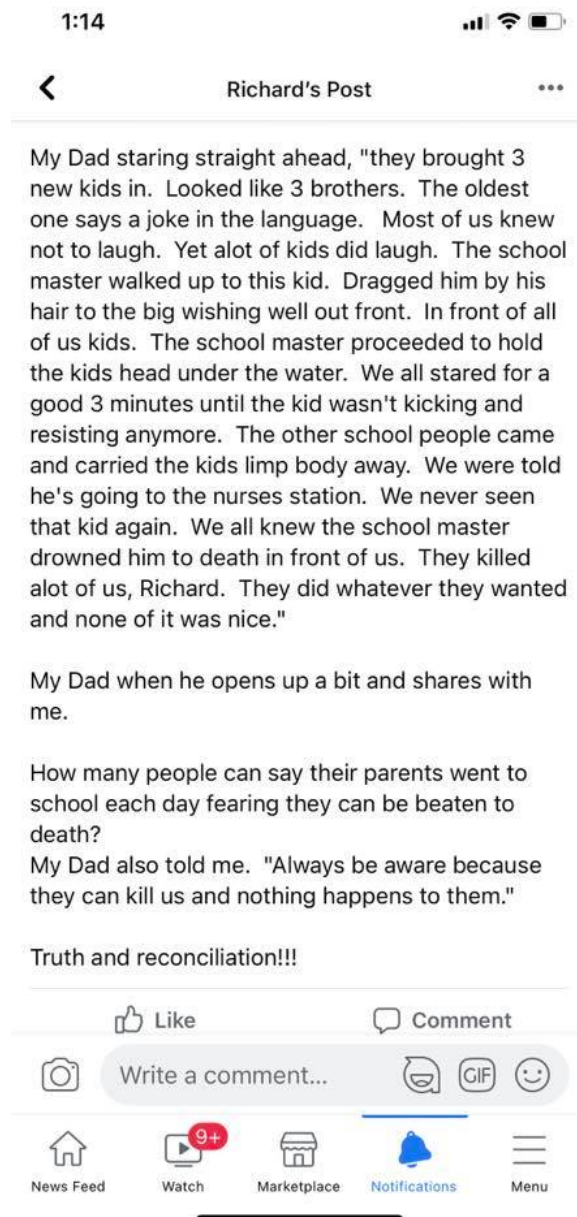 1:14
Richard's Post
My Dad staring straight ahead, "they brought 3
new kids in.  Looked like 3 brothers.  The oldest
one says a joke in the language.   Most of us knew
not to laugh.  Yet alot of kids did laugh.  The school
master walked up to this kid.  Dragged him by his
hair to the big wishing well out front.  In front of all
of us kids.  The school master proceeded to hold
the kids head under the water.  We all stared for a
good 3 minutes until the kid wasn't kicking and
resisting anymore.  The other school people came
and carried the kids limp body away.  We were told
he's going to the nurses station.  We never seen
that kid again.  We all knew the school master
drowned him to death in front of us.  They killed
alot of us, Richard.  They did whatever they wanted
and none of it was nice."
My Dad when he opens up a bit and shares with
me.
How many people can say their parents went to
school each day fearing they can be beaten to
death?
My Dad also told me.  "Always be aware because
they can kill us and nothing happens to them."
Truth and reconciliation!!!
Like Comment
Write a comment... GIF
9+
News Feed Watch Marketplace Notifications Menu